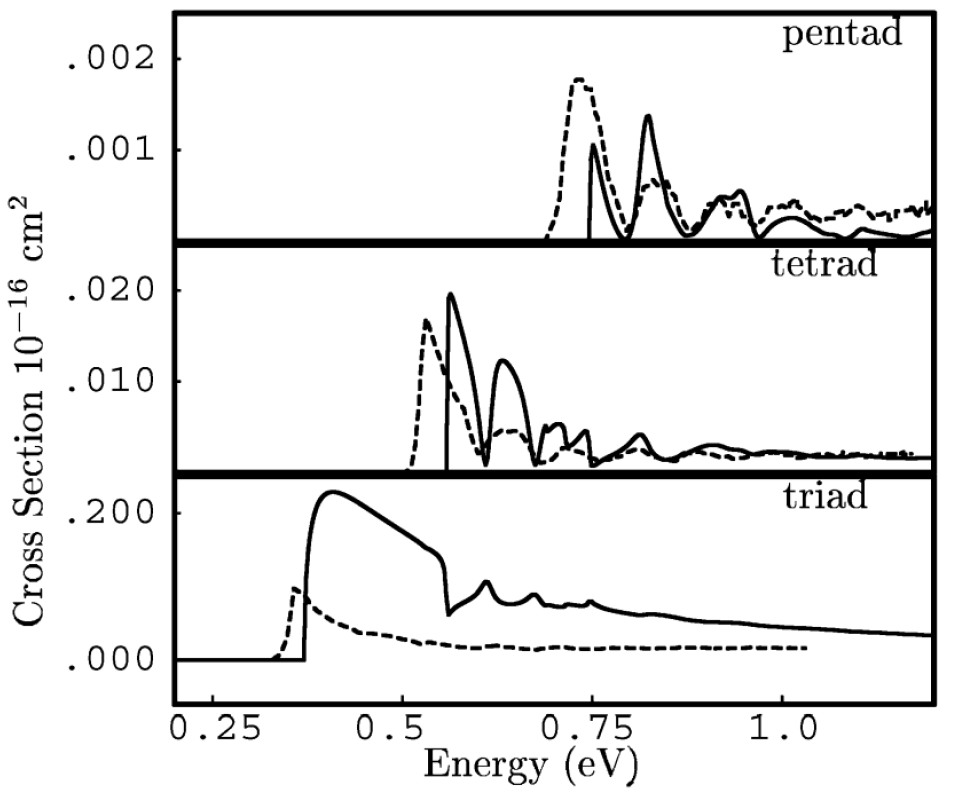 pentad
.002
.001
tetrad
.020
.010
triad
.200
.000
0.25 0.5 0.75 1.0
Energy (eV)
Cross Section 10⁻¹⁶ cm²